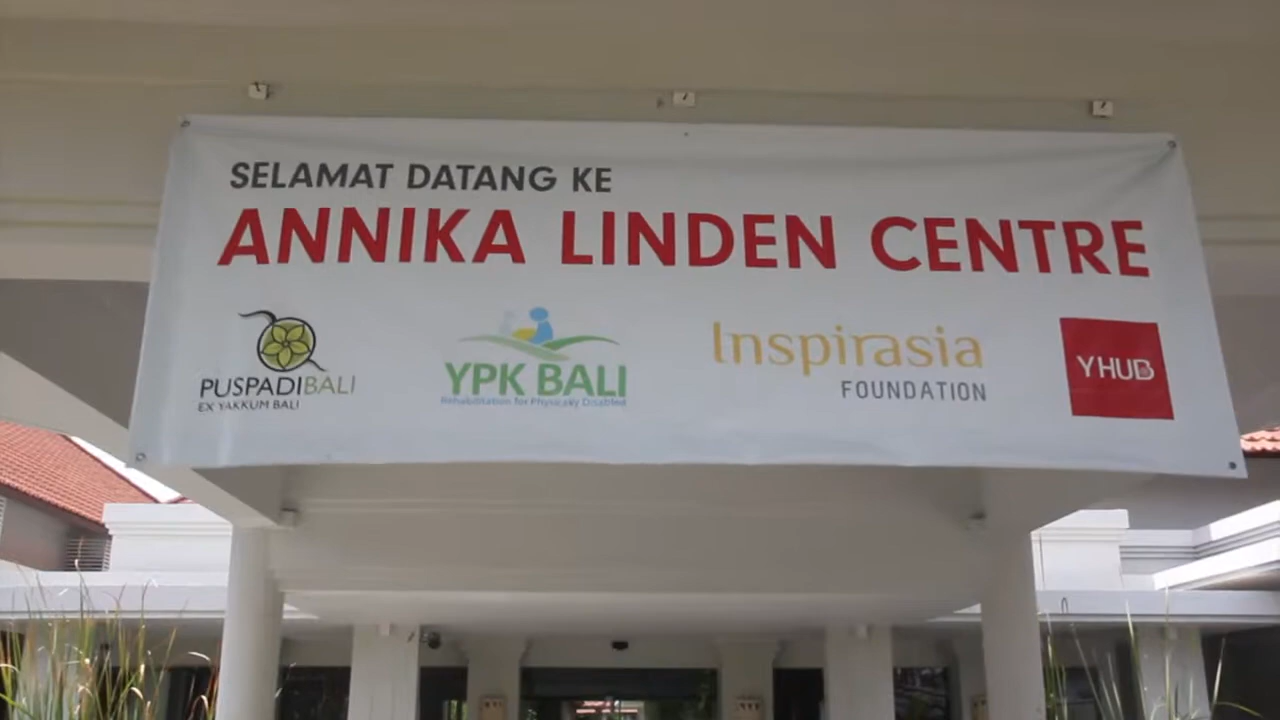 SELAMAT DATANG KE
ANNIKA LINDEN CENTRE
PUSPADIBALI
EX YAKKUM BALI
YPK BALI
Rehabilitation for Physically Disabled
Inspirasia
FOUNDATION
YHUB